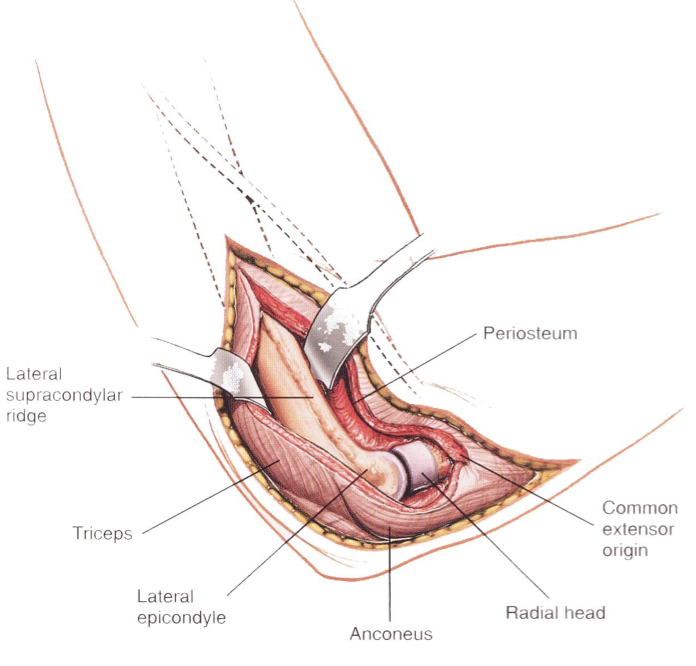 Periosteum
Lateral
supracondylar
ridge
Common
extensor
origin
Triceps
Lateral
epicondyle
Radial head
Anconeus